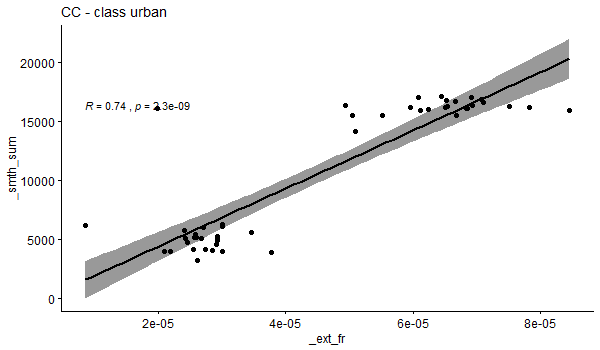 CC - class urban
20000
15000
10000
5000
0
_smth_sum
R = 0.74 , p = 2.3e-09
2e-05
4e-05
6e-05
8e-05
_ext_fr